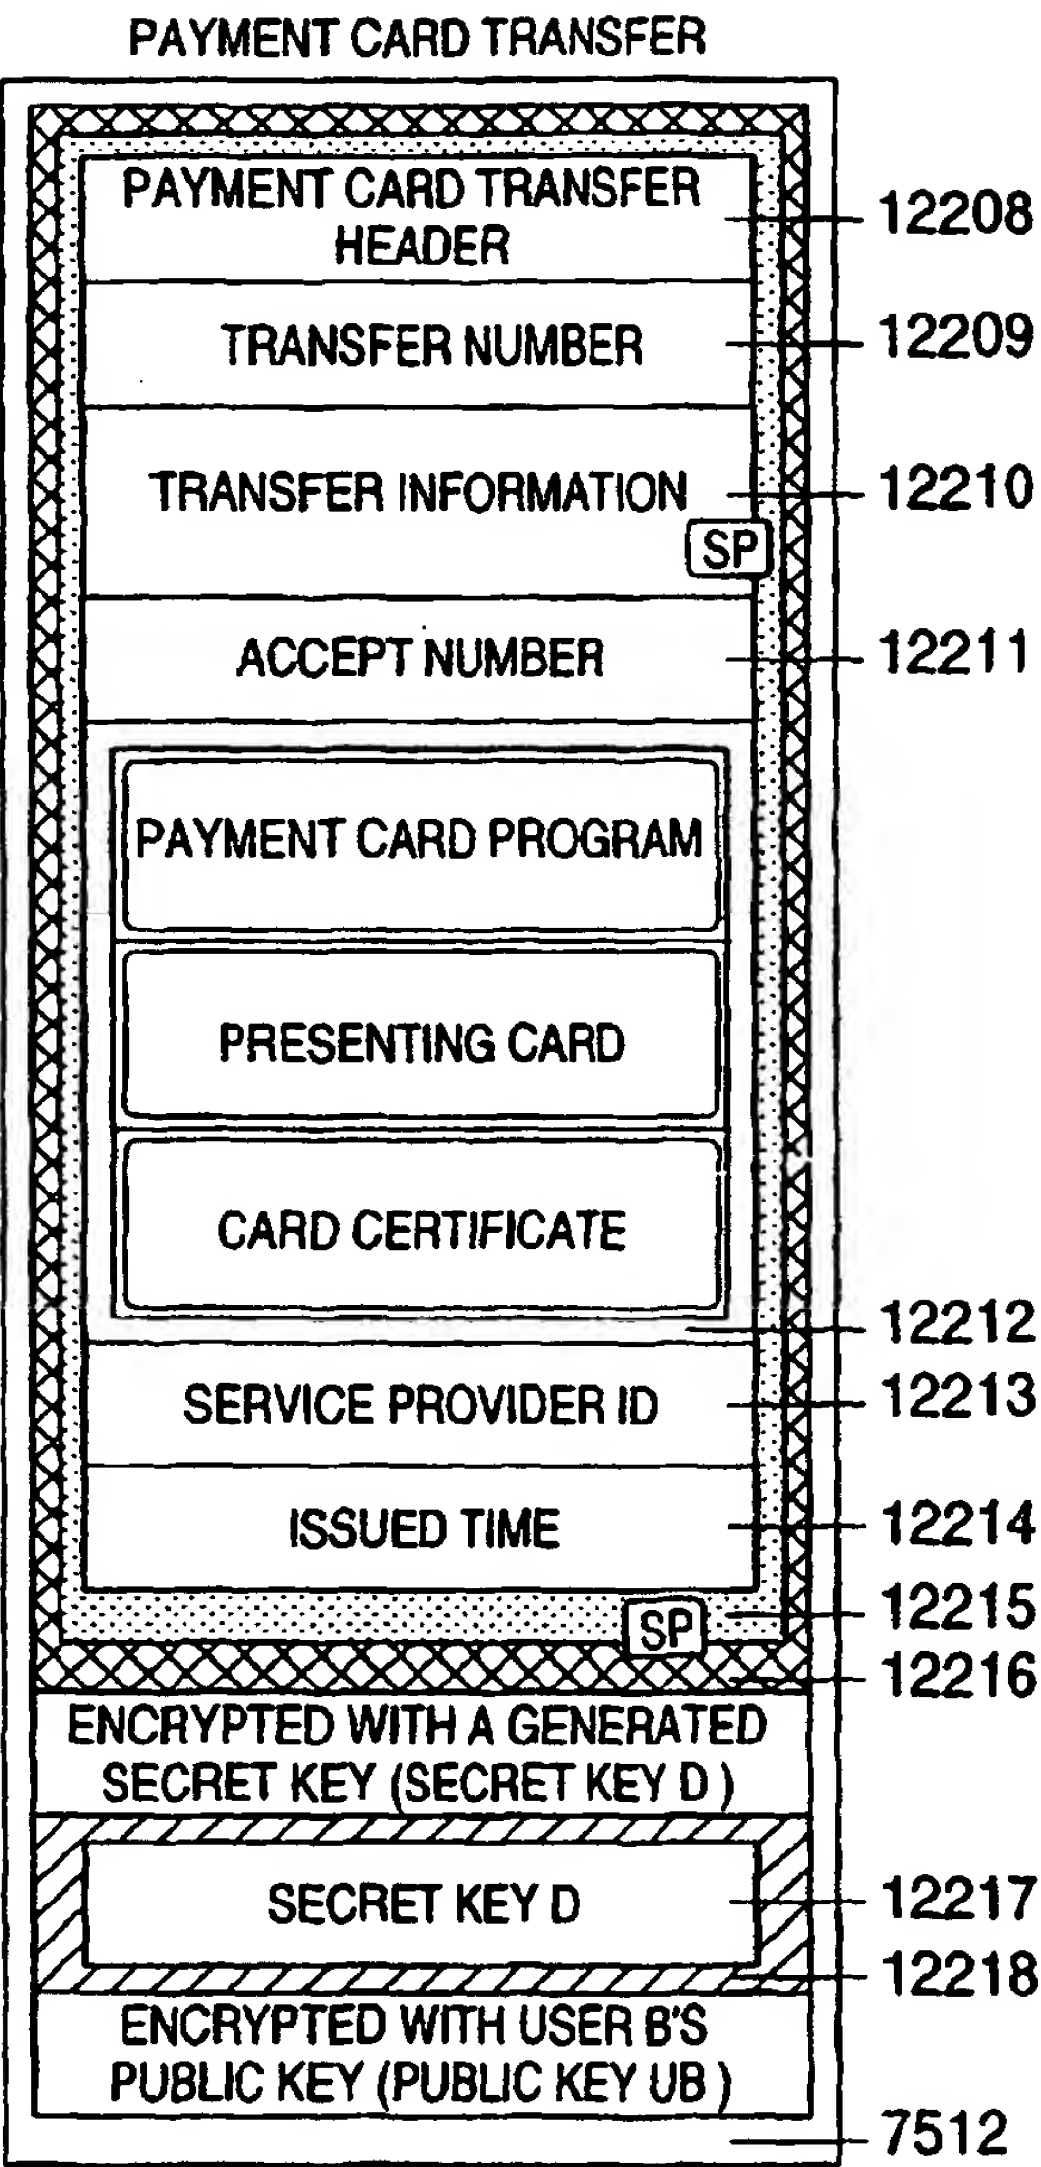 PAYMENT CARD TRANSFER
PAYMENT CARD TRANSFER
HEADER
12208
TRANSFER NUMBER
12209
TRANSFER INFORMATION
12210
SP
ACCEPT NUMBER
12211
PAYMENT CARD PROGRAM
PRESENTING CARD
CARD CERTIFICATE
12212
SERVICE PROVIDER ID
12213
ISSUED TIME
12214
SP
12215
12216
ENCRYPTED WITH A GENERATED
SECRET KEY (SECRET KEY D )
SECRET KEY D
12217
12218
ENCRYPTED WITH USER B'S
PUBLIC KEY (PUBLIC KEY UB )
7512